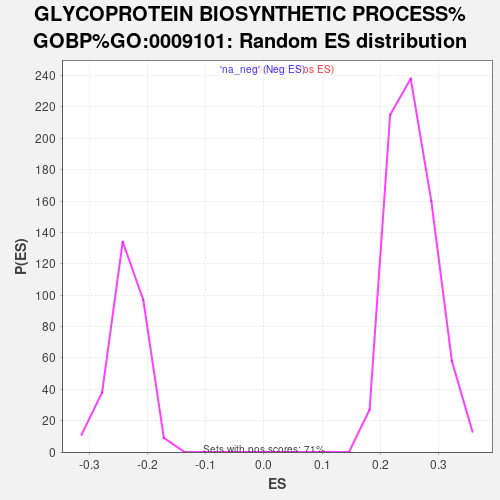 GLYCOPROTEIN BIOSYNTHETIC PROCESS%
GOBP%GO:0009101: Random ES distribution
'na_neg' (Neg ES)os ES)
240
220
200
180
160
140
120
100
80
60
40
20
0
P(ES)
Sets with pos scores: 71%
-0.3 -0.2 -0.1 0.0 0.1 0.2 0.3
ES